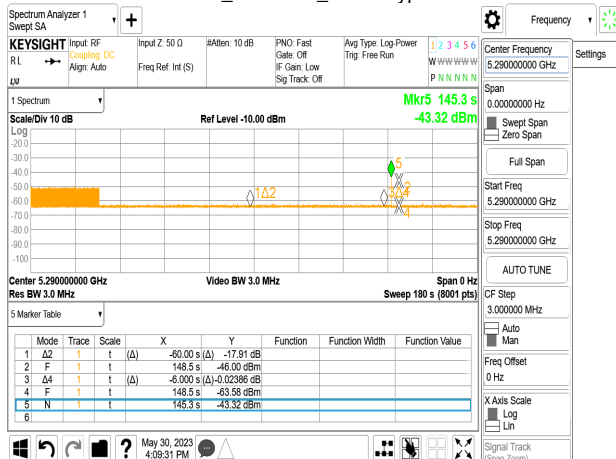 Spectrum Analyzer 1
Swept SA
Frequency
KEYSIGHT
Input: RF
Input Z: 50 Ω
#Atten: 10 dB
PNO: Fast
Avg Type: Log-Power
1 2 3 4 5 6
RL
Coupling: DC
Gate: Off
Trig: Free Run
Align: Auto
Freq Ref: Int (S)
IF Gain: Low
W W W W W W
Sig Track: Off
P N N N N N
LXI
Center Frequency
5.290000000 GHz
Settings
Span
0.00000000 Hz
Swept Span
Zero Span
Full Span
Start Freq
5.290000000 GHz
Stop Freq
5.290000000 GHz
AUTO TUNE
CF Step
3.000000 MHz
Auto
Man
Freq Offset
0 Hz
X Axis Scale
Log
Lin
Signal Track
(Span Zoom)
1 Spectrum
Mkr5 145.3 s
Scale/Div 10 dB
Ref Level -10.00 dBm
-43.32 dBm
Log
-20.0
-30.0
-40.0
-50.0
-60.0
-70.0
-80.0
-90.0
-100
5
2
1Δ2
3Δ4
4
Center 5.290000000 GHz
Video BW 3.0 MHz
Span 0 Hz
Res BW 3.0 MHz
Sweep 180 s (8001 pts)
5 Marker Table
Mode Trace Scale X Y Function Function Width Function Value
1 Δ2 1 t (Δ) -60.00 s (Δ) -17.91 dB
2 F 1 t 148.5 s -46.00 dBm
3 Δ4 1 t (Δ) -6.000 s (Δ) -0.02386 dB
4 F 1 t 148.5 s -63.58 dBm
5 N 1 t 145.3 s -43.32 dBm
6
?
May 30, 2023
4:09:31 PM